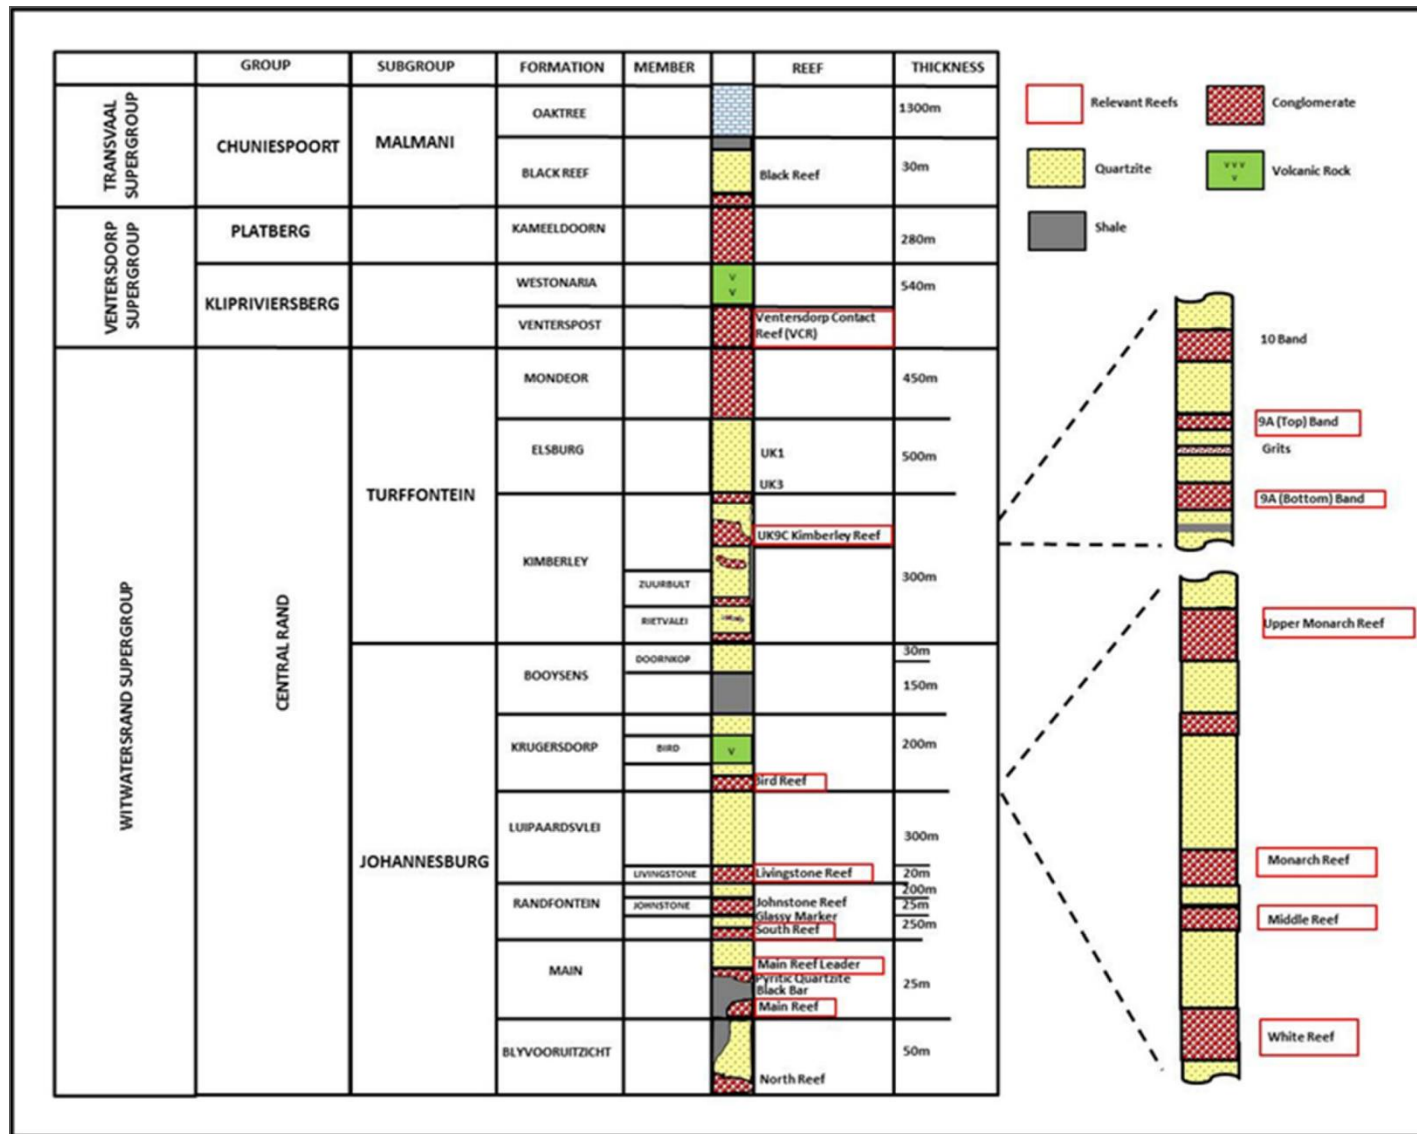 GROUP SUBGROUP FORMATION MEMBER REEF THICKNESS
TRANSVAAL SUPERGROUP
CHUNIESPOORT
MALMANI
OAKTREE
1300m
BLACK REEF
Black Reef
30m
VENTERSDORP SUPERGROUP
PLATBERG
KAMEELDOORN
280m
KLIPRIVIERSBERG
WESTONARIA
540m
VENTERSPOST
Ventersdorp Contact
Reef (VCR)
WITWATERSRAND SUPERGROUP
CENTRAL RAND
TURFFONTEIN
MONDEOR
450m
ELSBURG
UK1
500m
UK3
KIMBERLEY
UK9C Kimberley Reef
300m
ZUURBULT
RIETVALEI
JOHANNESBURG
BOOYSENS
DOORNKOP
30m
150m
KRUGERSDORP
BIRD
200m
Bird Reef
LUIPAARDSVLEI
300m
LIVINGSTONE
Livingstone Reef
20m
RANDFONTEIN
200m
JOHNSTONE
Johnstone Reef
25m
Glassy Marker
250m
South Reef
MAIN
Main Reef Leader
Pyritic Quartzite
25m
Black Bar
Main Reef
BLYVOORUITZICHT
50m
North Reef
V
V
V
Relevant Reefs
Conglomerate
Quartzite
V V V
V
Volcanic Rock
Shale
10 Band
9A (Top) Band
Grits
9A (Bottom) Band
Upper Monarch Reef
Monarch Reef
Middle Reef
White Reef